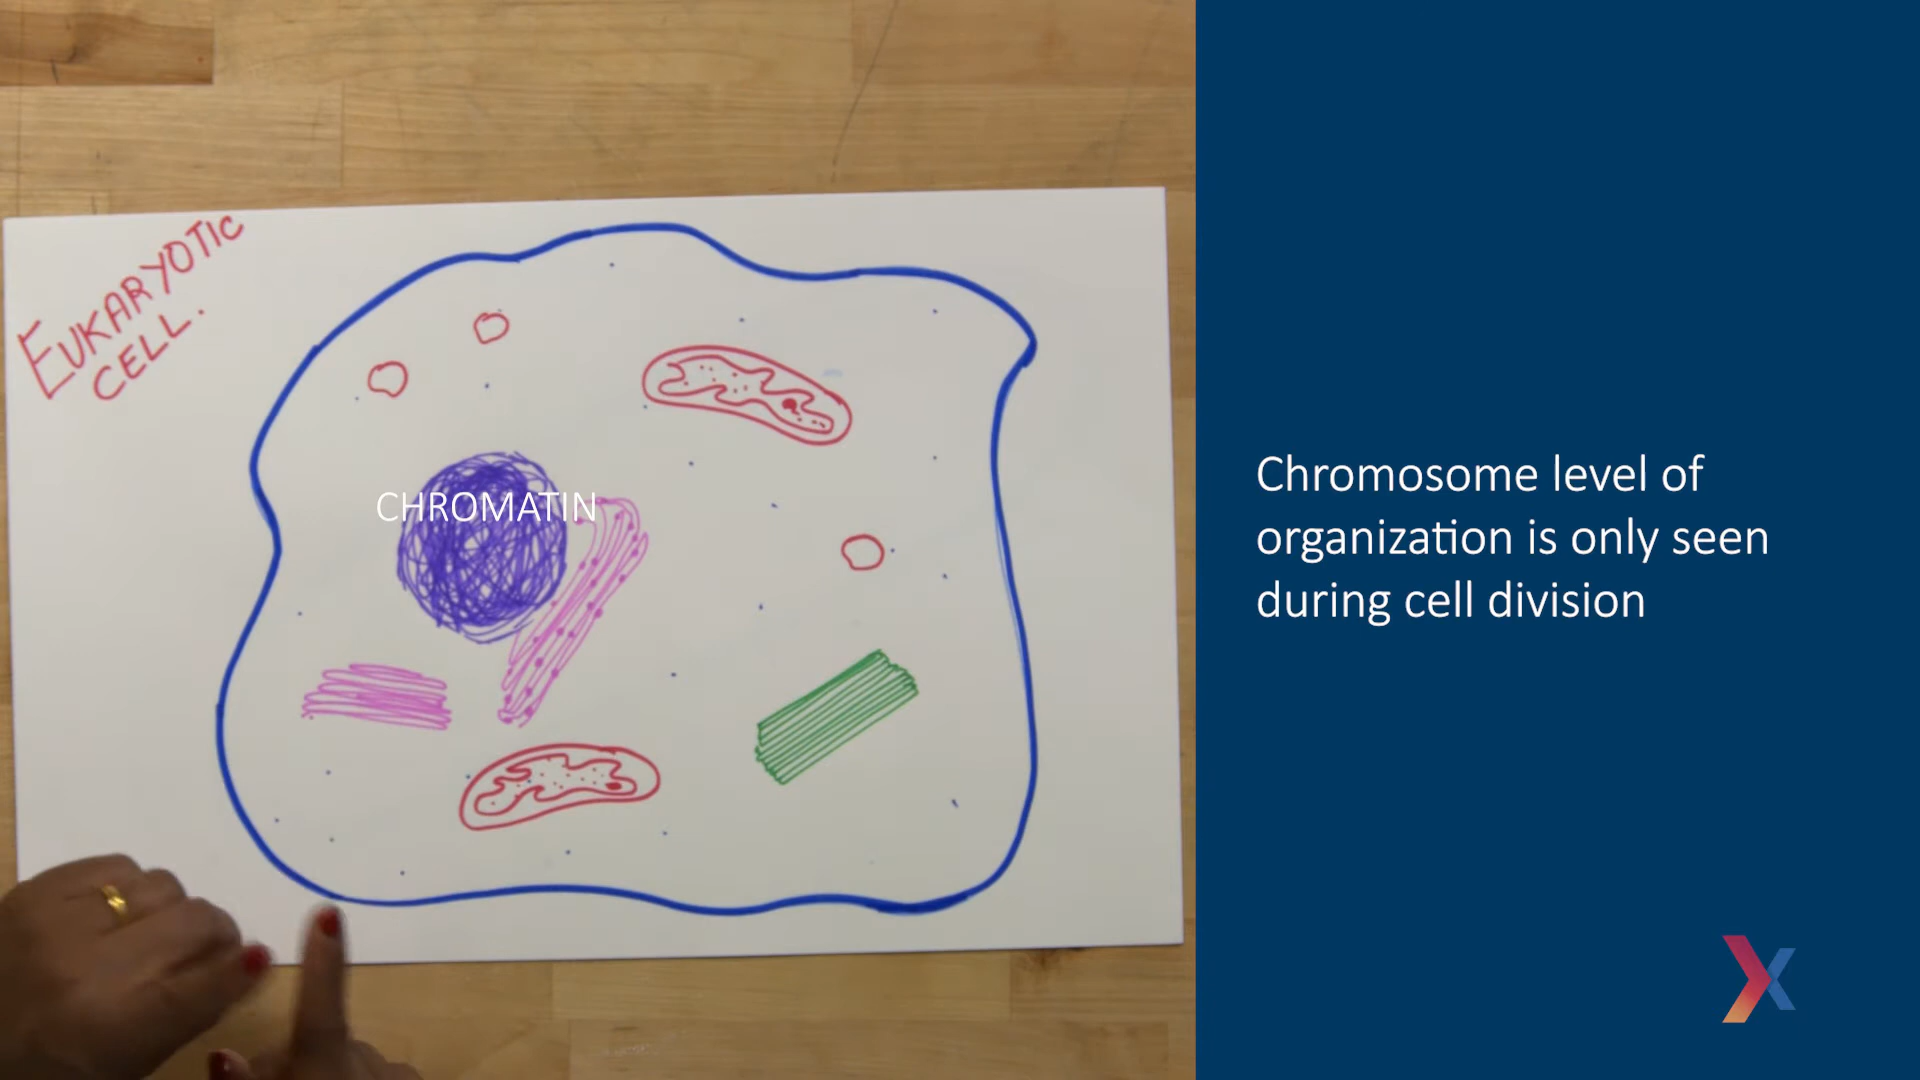 EUKARYOTIC
CELL.
CHROMATIN
Chromosome level of
organization is only seen
during cell division